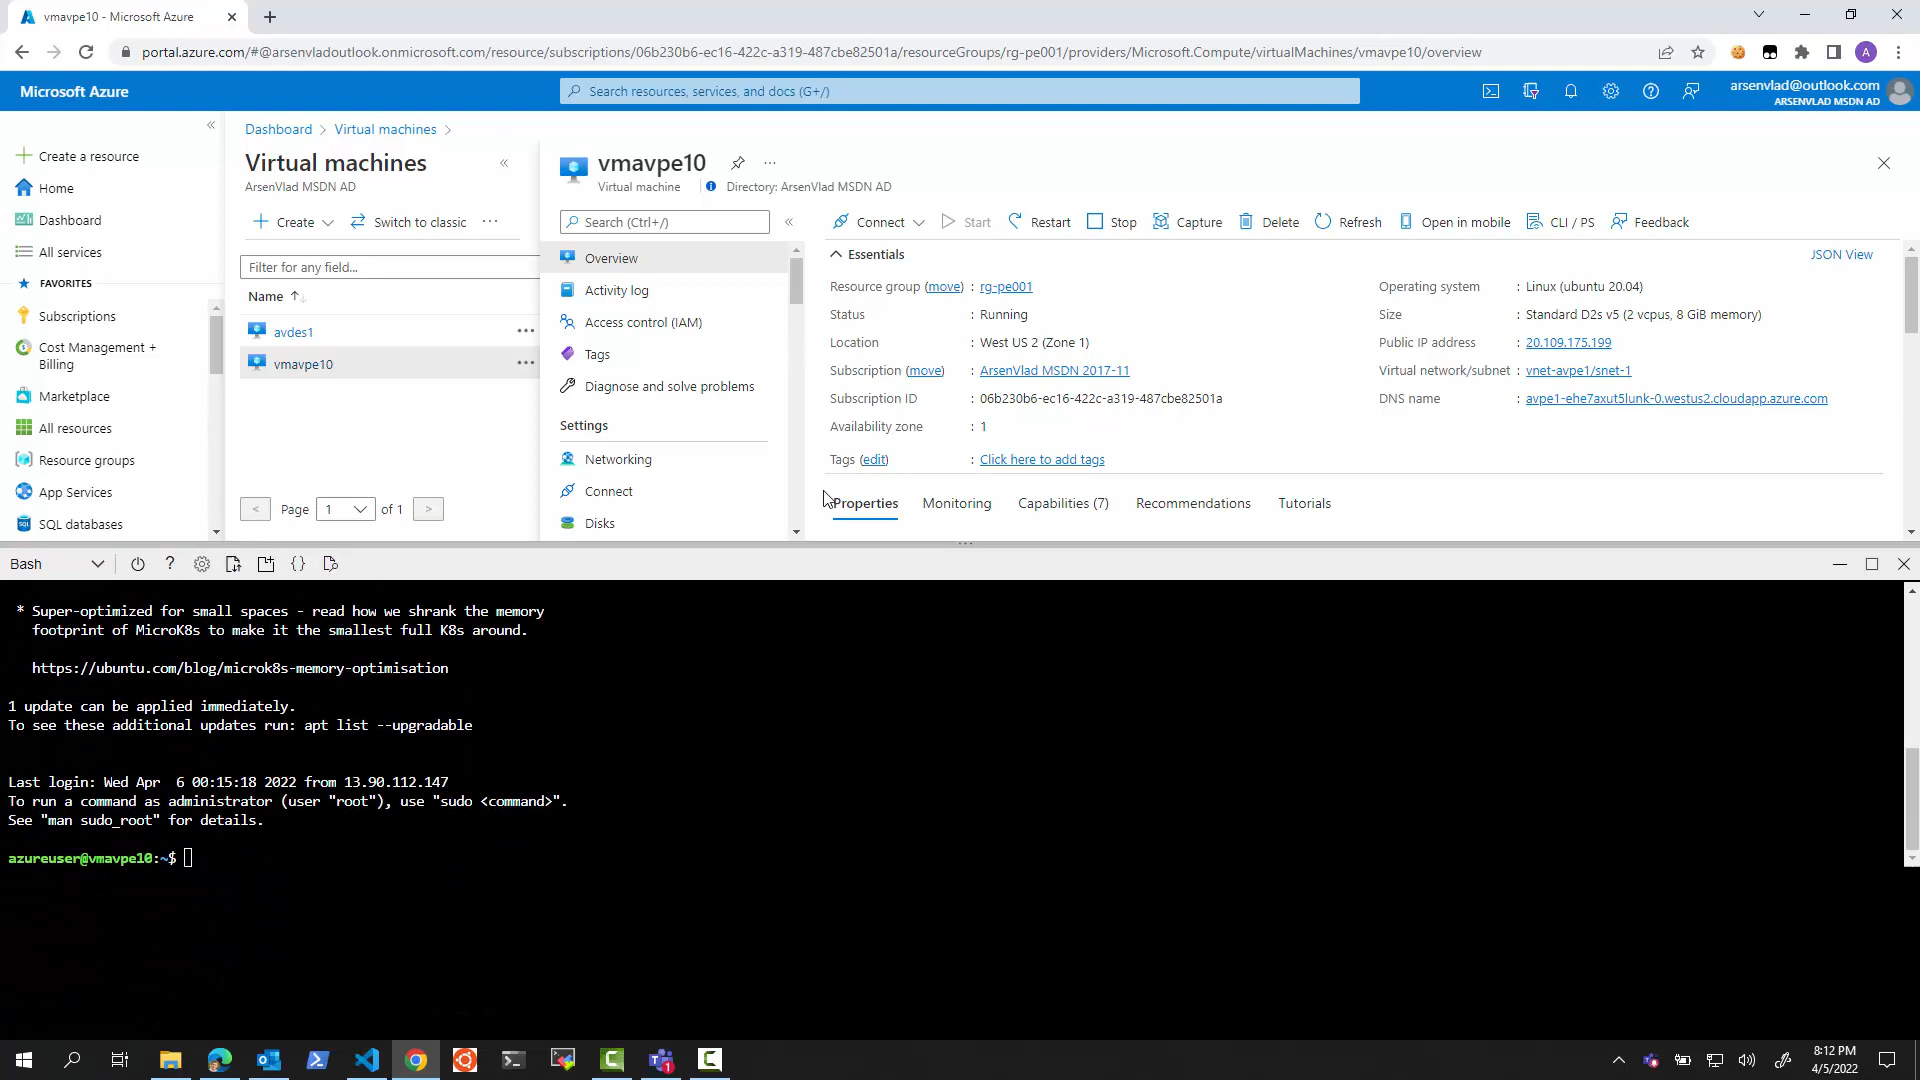 vmavpe10 - Microsoft Azure
portal.azure.com/#@arsenvladoutlook.onmicrosoft.com/resource/subscriptions/06b230b6-ec16-422c-a319-487cbe82501a/resourceGroups/rg-pe001/providers/Microsoft.Compute/virtualMachines/vmavpe10/overview
A
Microsoft Azure
Search resources, services, and docs (G+/)
arsenvlad@outlook.com
ARSENVLAD MSDN AD
Create a resource
Home
Dashboard
All services
FAVORITES
Subscriptions
Cost Management +
Billing
Marketplace
All resources
Resource groups
App Services
SQL databases
Dashboard > Virtual machines >
Virtual machines
ArsenVlad MSDN AD
Create
Switch to classic
Filter for any field...
Name
avdes1
vmavpe10
< Page 1 of 1 >
vmavpe10
Virtual machine
Directory: ArsenVlad MSDN AD
Search (Ctrl+/)
Overview
Activity log
Access control (IAM)
Tags
Diagnose and solve problems
Settings
Networking
Connect
Disks
Connect
Start
Restart
Stop
Capture
Delete
Refresh
Open in mobile
CLI / PS
Feedback
Essentials
JSON View
Resource group (move) : rg-pe001
Status : Running
Location : West US 2 (Zone 1)
Subscription (move) : ArsenVlad MSDN 2017-11
Subscription ID : 06b230b6-ec16-422c-a319-487cbe82501a
Availability zone : 1
Tags (edit) : Click here to add tags
Operating system : Linux (ubuntu 20.04)
Size : Standard D2s v5 (2 vcpus, 8 GiB memory)
Public IP address : 20.109.175.199
Virtual network/subnet : vnet-avpe1/snet-1
DNS name : avpe1-ehe7axut5lunk-0.westus2.cloudapp.azure.com
Properties
Monitoring
Capabilities (7)
Recommendations
Tutorials
Bash
* Super-optimized for small spaces - read how we shrank the memory
footprint of MicroK8s to make it the smallest full K8s around.
https://ubuntu.com/blog/microk8s-memory-optimisation
1 update can be applied immediately.
To see these additional updates run: apt list --upgradable
Last login: Wed Apr  6 00:15:18 2022 from 13.90.112.147
To run a command as administrator (user "root"), use "sudo <command>".
See "man sudo_root" for details.
azureuser@vmavpe10:~$
8:12 PM
4/5/2022